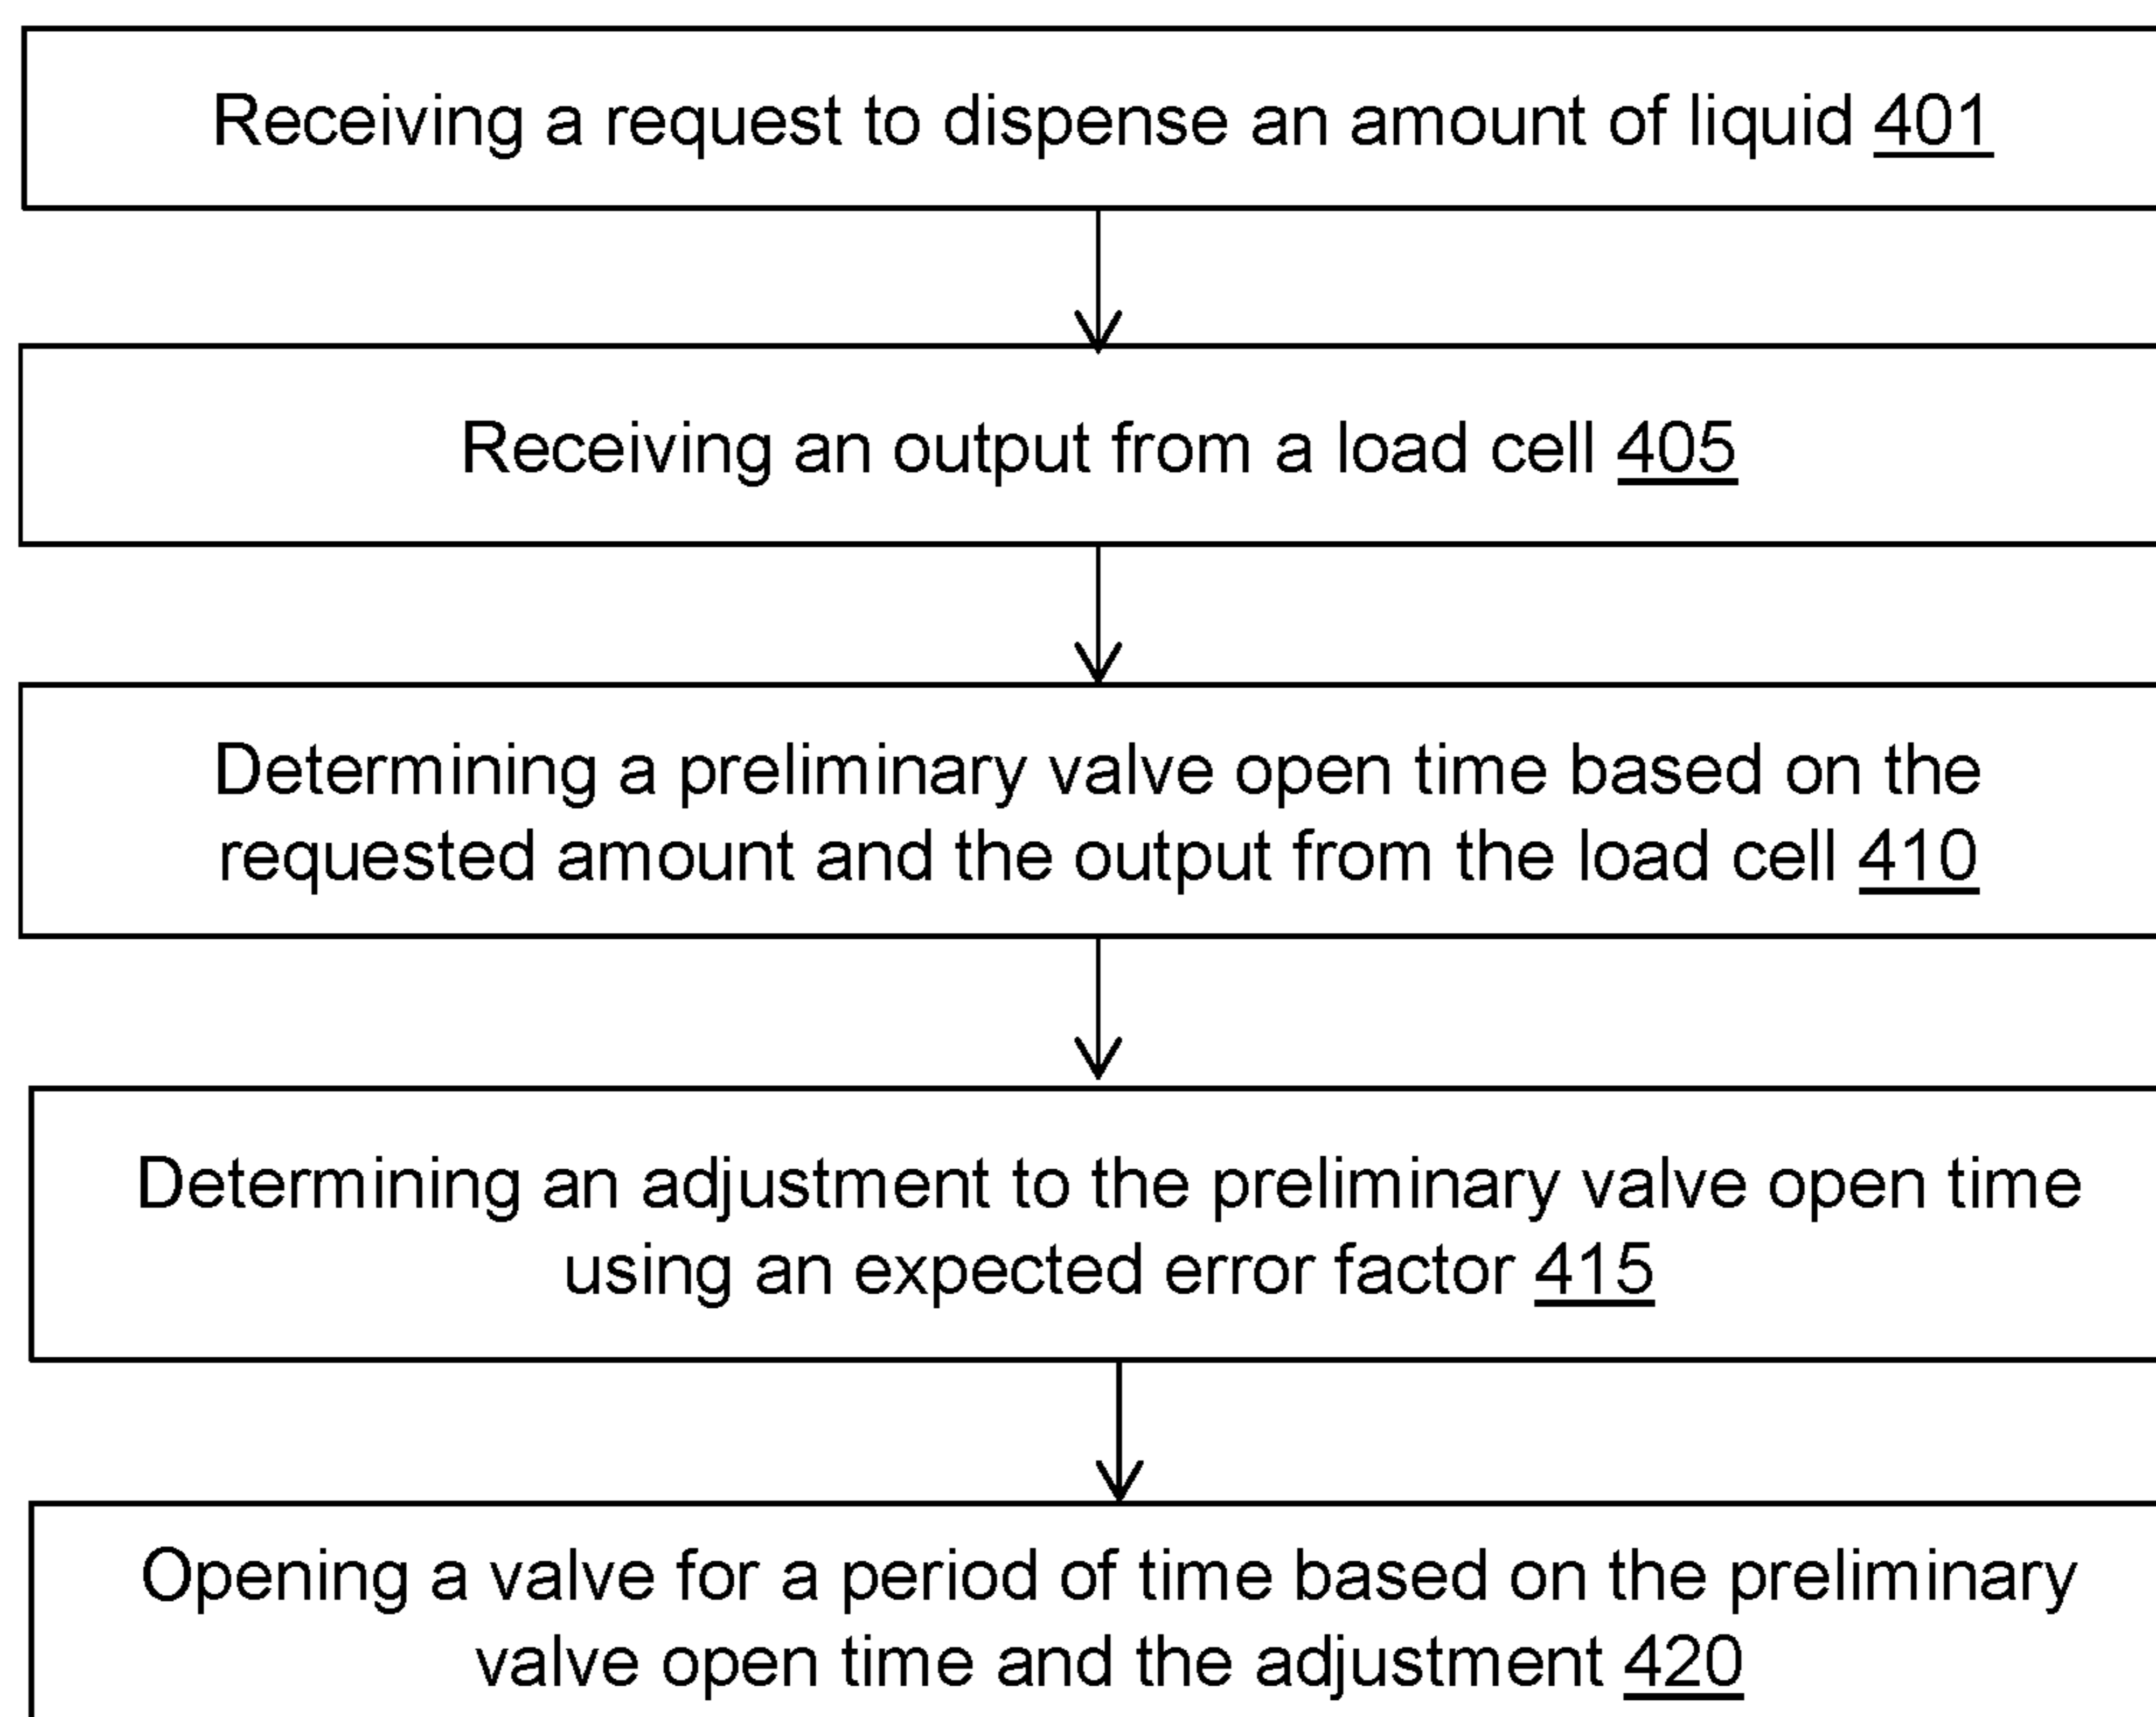 Receiving a request to dispense an amount of liquid 401
Receiving an output from a load cell 405
Determining a preliminary valve open time based on the
requested amount and the output from the load cell 410
Determining an adjustment to the preliminary valve open time
using an expected error factor 415
Opening a valve for a period of time based on the preliminary
valve open time and the adjustment 420